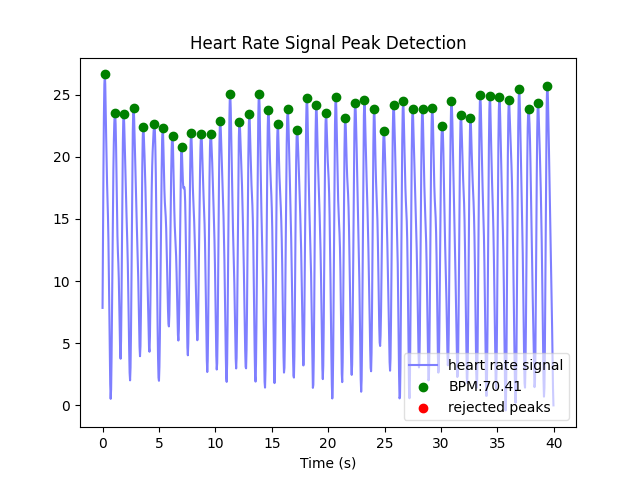 Heart Rate Signal Peak Detection
25
20
15
10
5
0
heart rate signal
BPM:70.41
rejected peaks
0 5 10 15 20 25 30 35 40
Time (s)